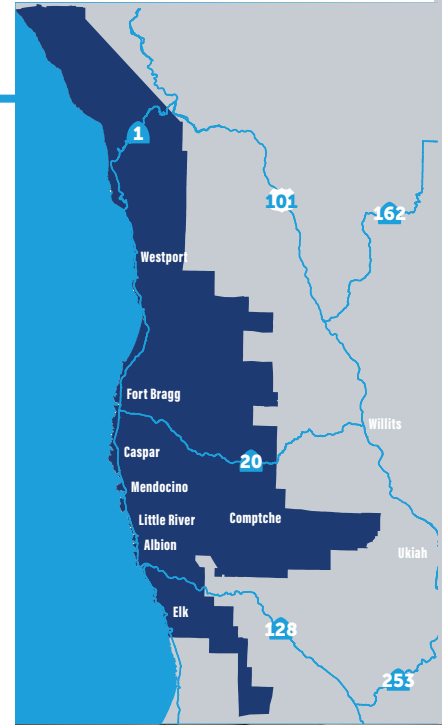 1
101
162
Westport
Fort Bragg
Willits
Caspar
20
Mendocino
Little River
Comptche
Albion
Ukiah
Elk
128
253